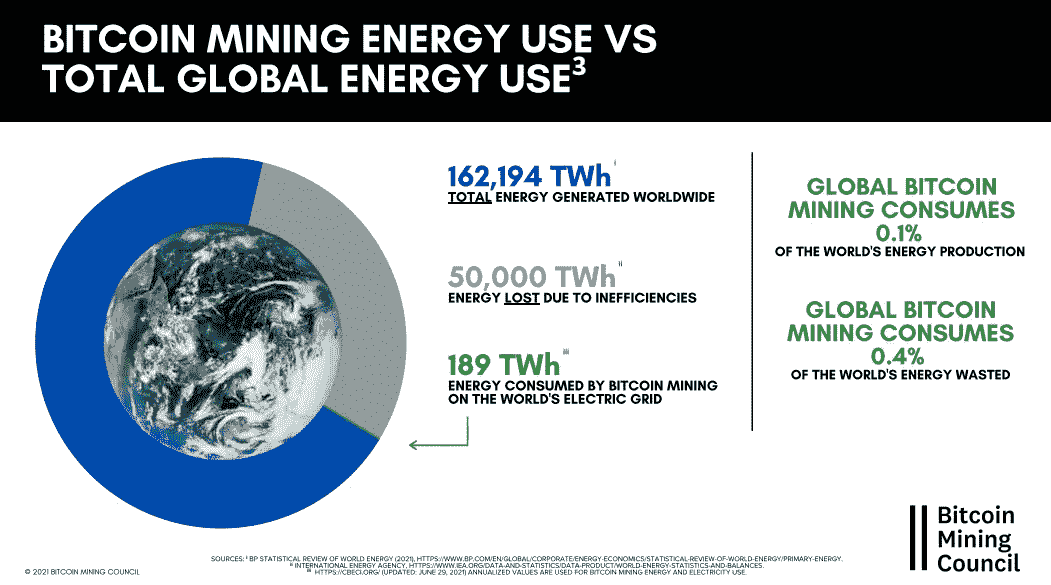 BITCOIN MINING ENERGY USE VS
TOTAL GLOBAL ENERGY USE³
162,194 TWh ⁱ
TOTAL ENERGY GENERATED WORLDWIDE
50,000 TWh ⁱⁱ
ENERGY LOST DUE TO INEFFICIENCIES
189 TWh ⁱⁱⁱ
ENERGY CONSUMED BY BITCOIN MINING
ON THE WORLD'S ELECTRIC GRID
GLOBAL BITCOIN
MINING CONSUMES
0.1%
OF THE WORLD'S ENERGY PRODUCTION
GLOBAL BITCOIN
MINING CONSUMES
0.4%
OF THE WORLD'S ENERGY WASTED
Bitcoin
Mining
Council
SOURCES: ⁱ BP STATISTICAL REVIEW OF WORLD ENERGY (2021), HTTPS://WWW.BP.COM/EN/GLOBAL/CORPORATE/ENERGY-ECONOMICS/STATISTICAL-REVIEW-OF-WORLD-ENERGY/PRIMARY-ENERGY.
ⁱⁱ INTERNATIONAL ENERGY AGENCY, HTTPS://WWW.IEA.ORG/DATA-AND-STATISTICS/DATA-PRODUCT/WORLD-ENERGY-STATISTICS-AND-BALANCES.
ⁱⁱⁱ HTTPS://CBECI.ORG/ (UPDATED: JUNE 29, 2021) ANNUALIZED VALUES ARE USED FOR BITCOIN MINING ENERGY AND ELECTRICITY USE.
© 2021 BITCOIN MINING COUNCIL